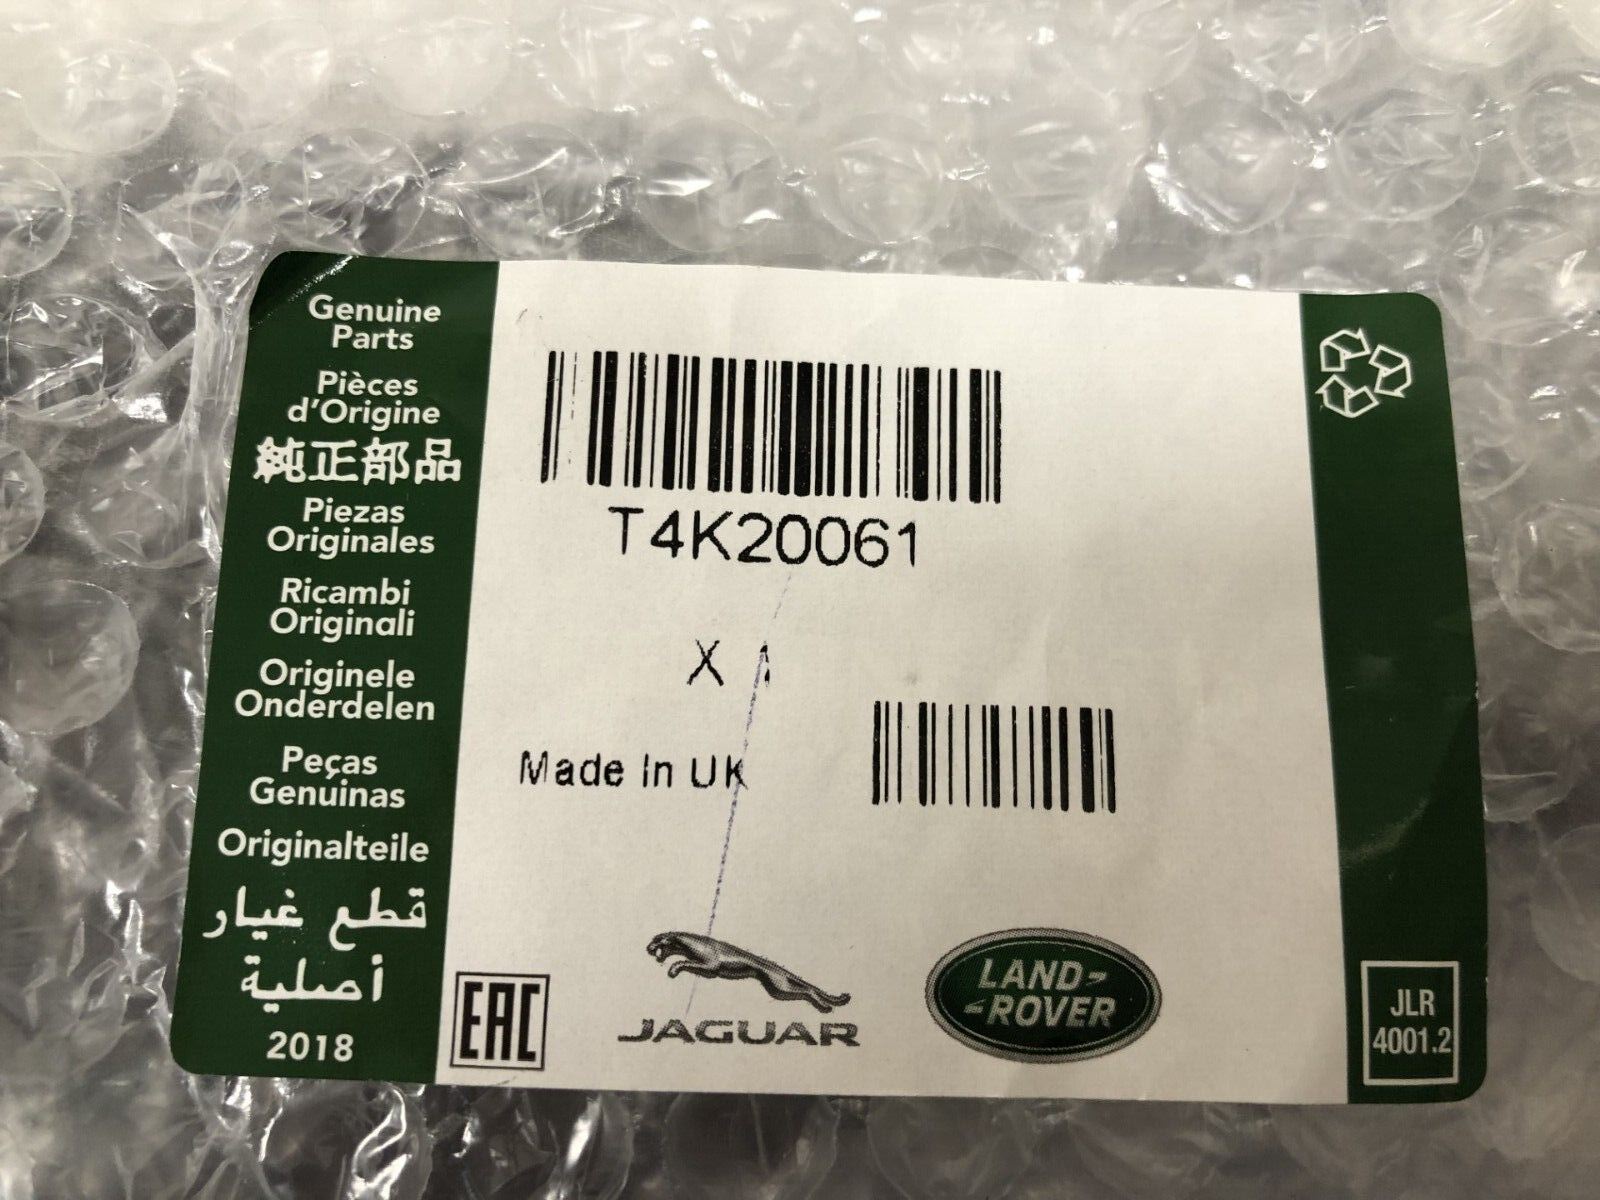 Genuine
Parts
Pièces
d'Origine
純正部品
Piezas
Originales
Ricambi
Originali
Originele
Onderdelen
Peças
Genuinas
Originalteile
قطع غيار
أصلية
2018
T4K20061
X 1
Made In UK
EAC
JAGUAR
LAND-
-ROVER
JLR
4001.2